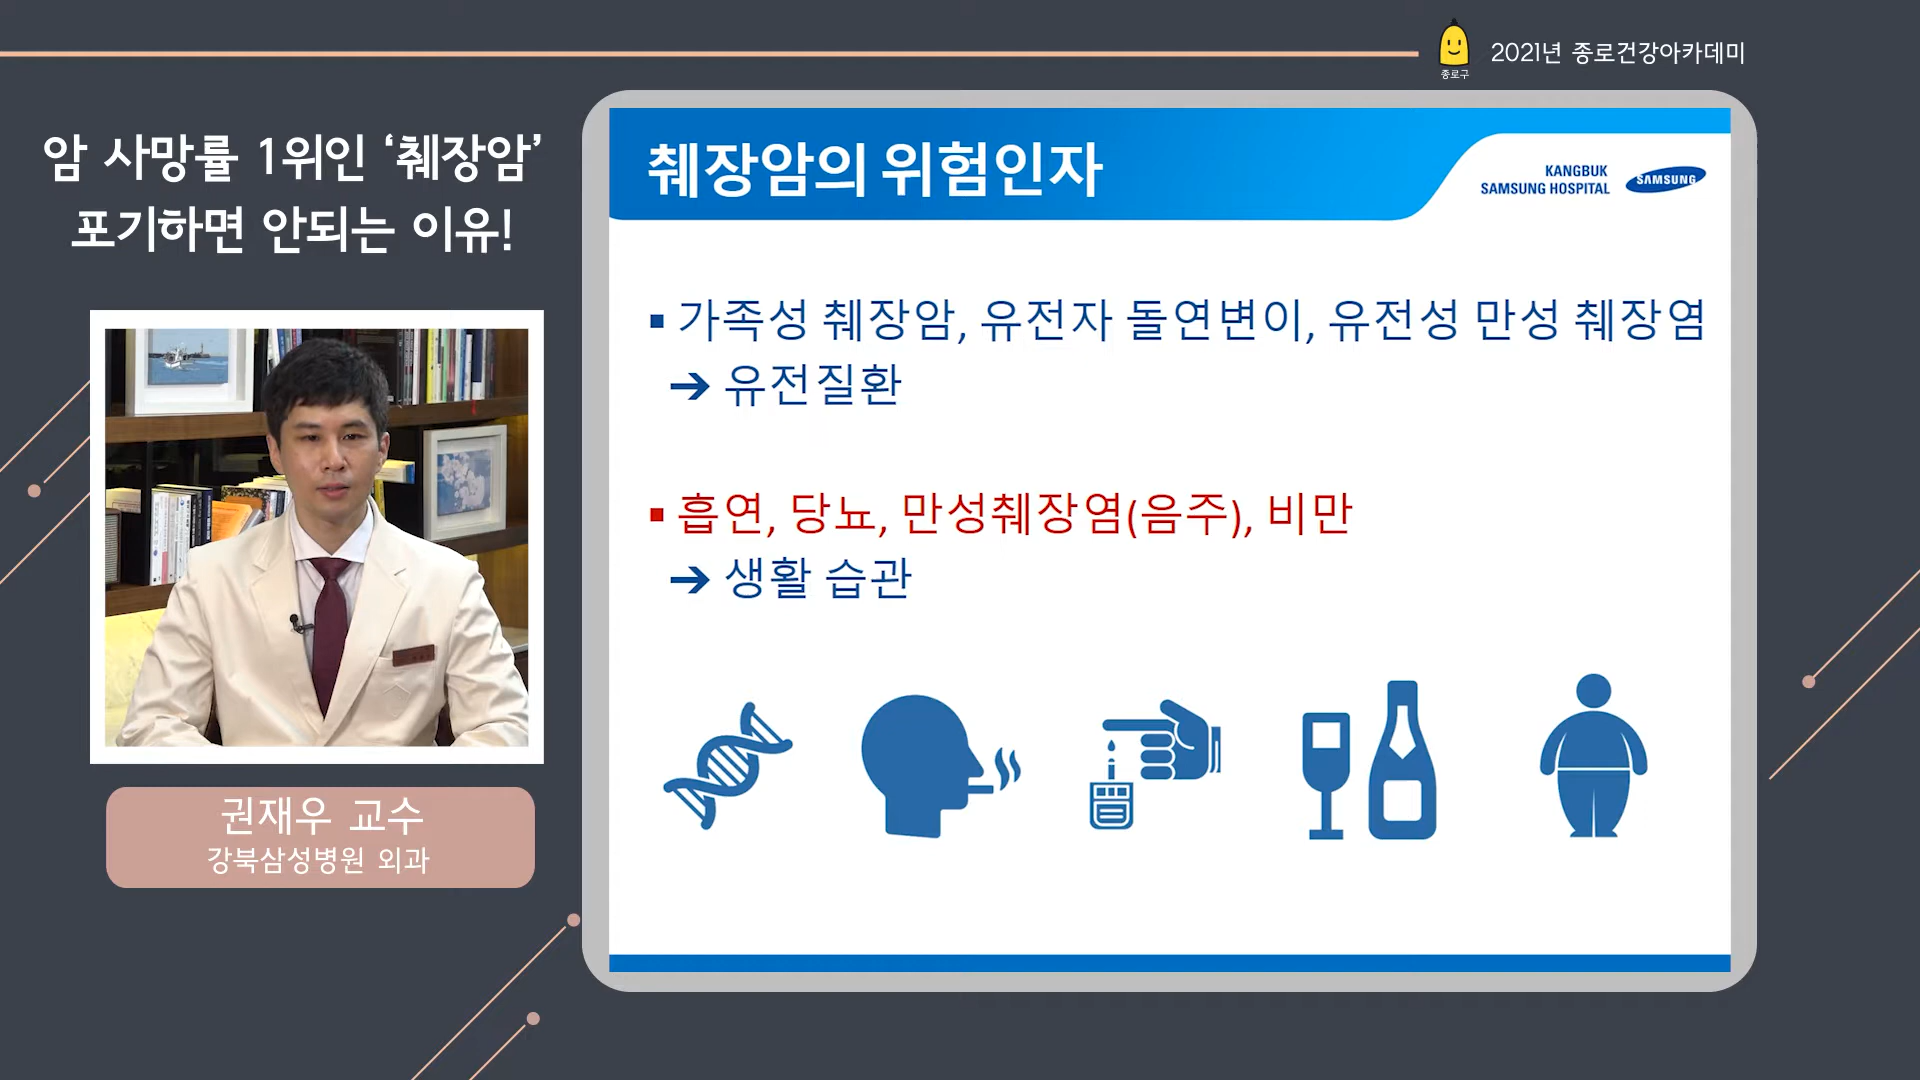 종로구
2021년 종로건강아카데미
암 사망률 1위인 ‘췌장암’
포기하면 안되는 이유!
권재우 교수
강북삼성병원 외과
췌장암의 위험인자
KANGBUK
SAMSUNG HOSPITAL
SAMSUNG
▪ 가족성 췌장암, 유전자 돌연변이, 유전성 만성 췌장염
➔ 유전질환
▪ 흡연, 당뇨, 만성췌장염(음주), 비만
➔ 생활 습관